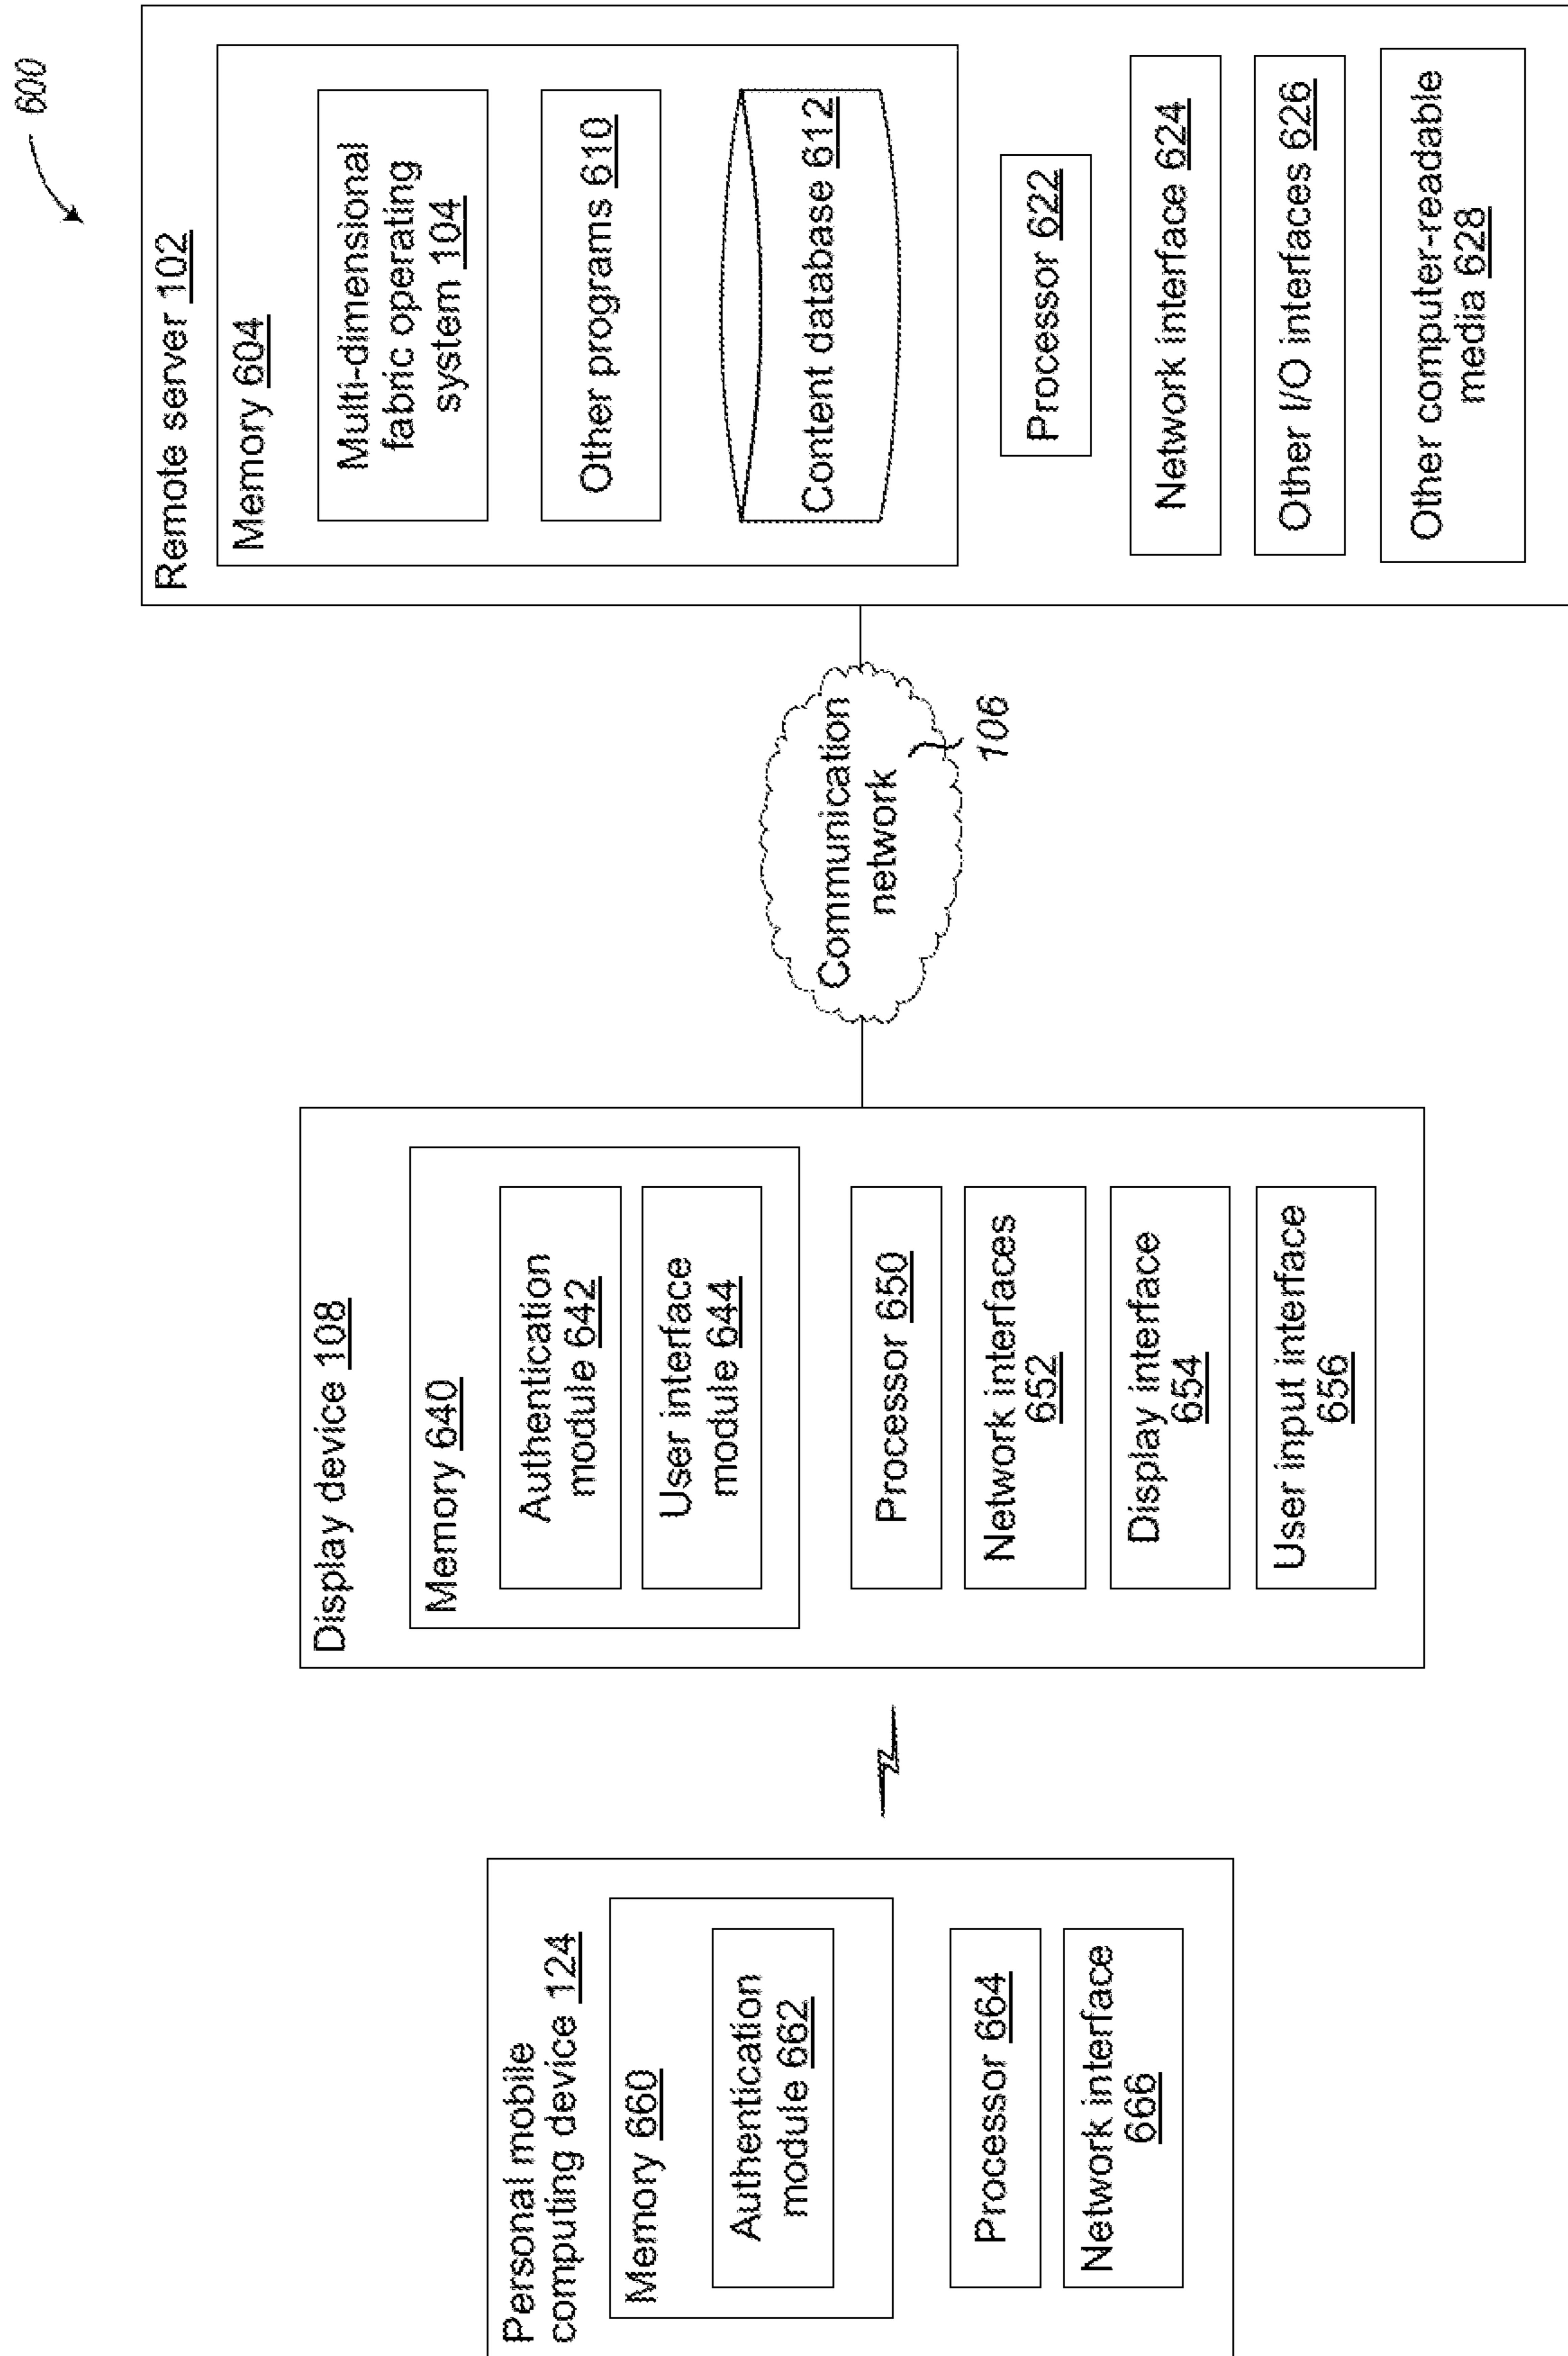 600
Personal mobile
computing device 124
Memory 660
Authentication
module 662
Processor 664
Network interface
666
Display device 108
Memory 640
Authentication
module 642
User interface
module 644
Processor 650
Network interfaces
652
Display interface
654
User input interface
656
Communication
network
106
Remote server 102
Memory 604
Multi-dimensional
fabric operating
system 104
Other programs 610
Content database 612
Processor 622
Network interface 624
Other I/O interfaces 626
Other computer-readable
media 628